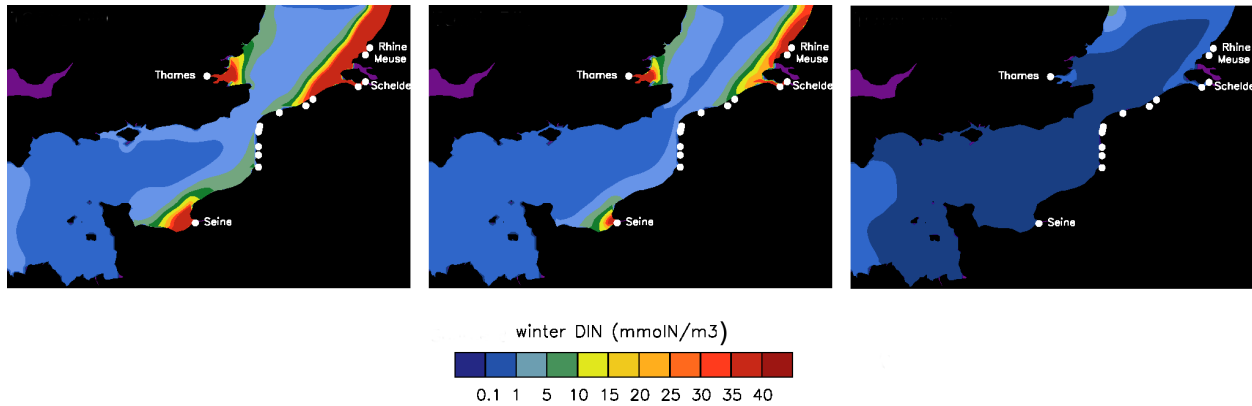 Rhine
Meuse
Thames
Schelde
Seine
Rhine
Meuse
Thames
Schelde
Seine
Rhine
Meuse
Thames
Schelde
Seine
winter DIN (mmolN/m3)
0.1 1 5 10 15 20 25 30 35 40